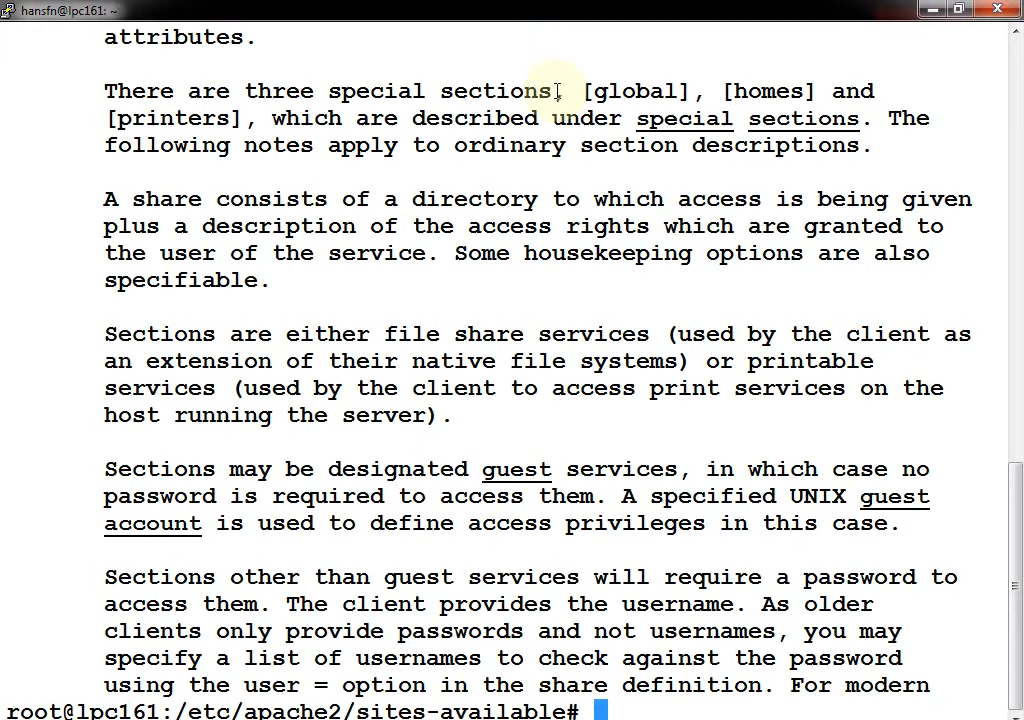 hansfn@lpc161: ~
attributes.
There are three special sections, [global], [homes] and
[printers], which are described under special sections. The
following notes apply to ordinary section descriptions.
A share consists of a directory to which access is being given
plus a description of the access rights which are granted to
the user of the service. Some housekeeping options are also
specifiable.
Sections are either file share services (used by the client as
an extension of their native file systems) or printable
services (used by the client to access print services on the
host running the server).
Sections may be designated guest services, in which case no
password is required to access them. A specified UNIX guest
account is used to define access privileges in this case.
Sections other than guest services will require a password to
access them. The client provides the username. As older
clients only provide passwords and not usernames, you may
specify a list of usernames to check against the password
using the user = option in the share definition. For modern
root@lpc161:/etc/apache2/sites-available#